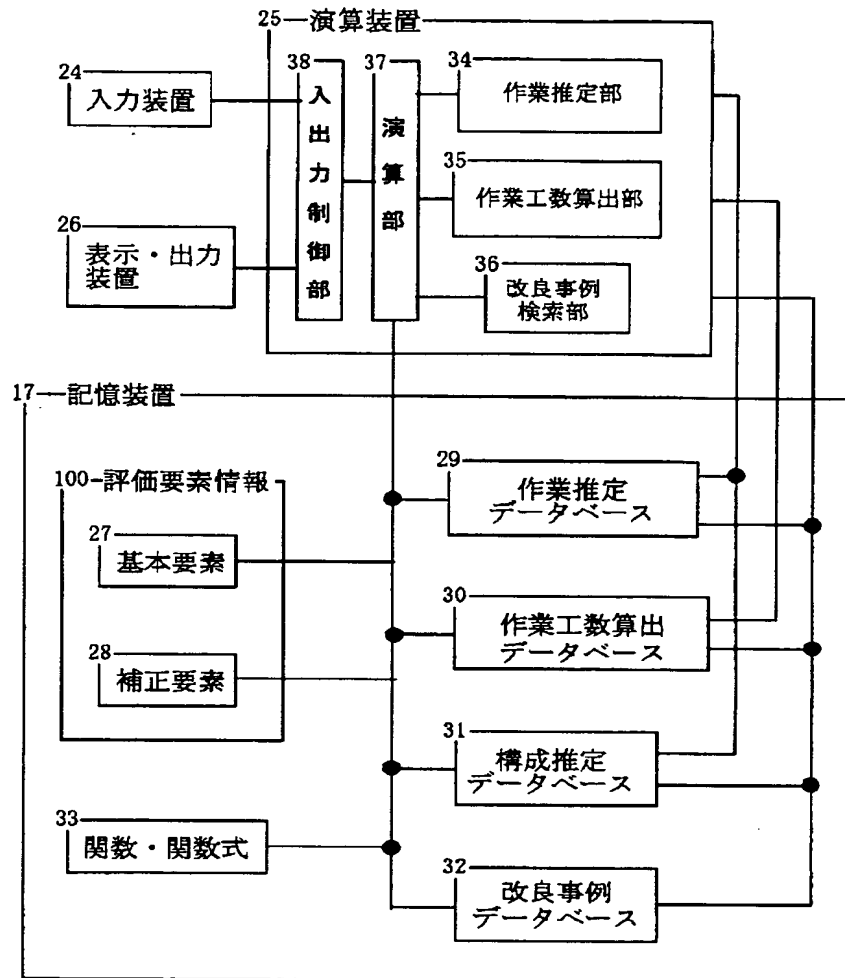 25 演算装置
38
37
34
24
入力装置
入出力制御部
演算部
作業推定部
35
作業工数算出部
26
表示・出力
装置
36
改良事例
検索部
17 記憶装置
100 評価要素情報
29
作業推定
データベース
27
基本要素
30
作業工数算出
データベース
28
補正要素
31
構成推定
データベース
33
関数・関数式
32
改良事例
データベース